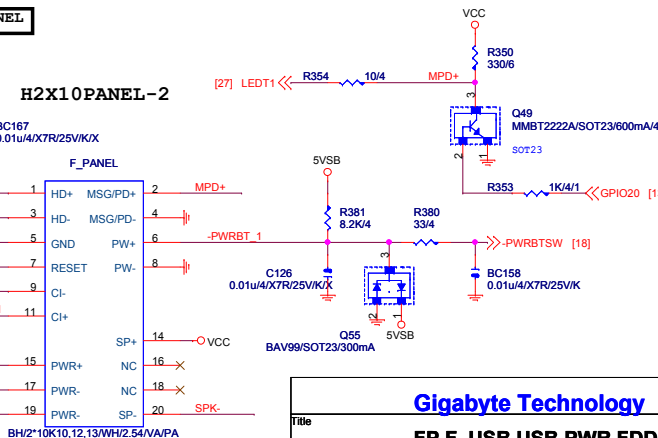 VCC
R350
330/6
[27] LEDT1
R354
10/4
MPD+
3
H2X10PANEL-2
Q49
MMBT2222A/SOT23/600mA/4
SOT23
2
1
0.01u/4/X7R/25V/K/X
F_PANEL
5VSB
R353
1K/4/1
GPIO20
1
HD+
MSG/PD+
2
MPD+
3
HD-
MSG/PD-
4
R381
8.2K/4
R380
33/4
5
GND
PW+
6
-PWRBT_1
-PWRBTSW [18]
7
RESET
PW-
8
3
C126
0.01u/4/X7R/25V/K/X
BC158
0.01u/4/X7R/25V/K
9
CI-
11
CI+
2
1
Q55
5VSB
BAV99/SOT23/300mA
SP+
14
VCC
15
PWR+
NC
16
17
PWR-
NC
18
19
PWR-
SP-
20
SPK-
BH/2*10K10,12,13/WH/2.54/VA/PA
Gigabyte Technology
Title